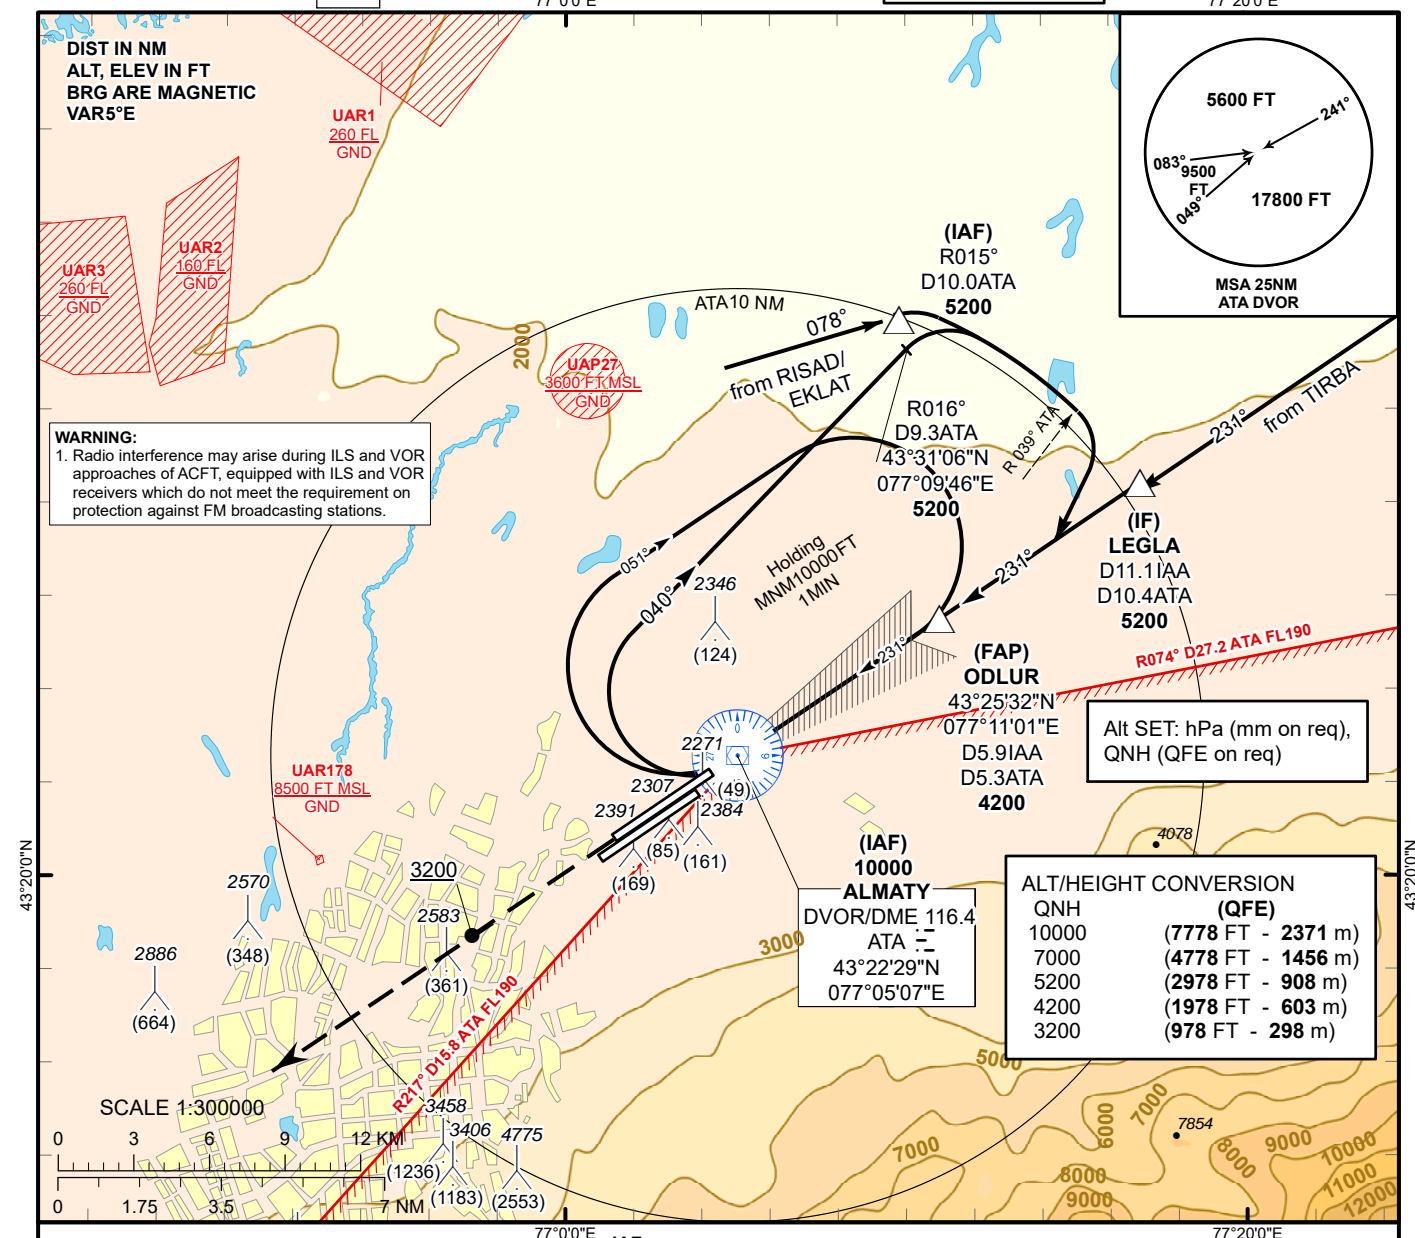 77°0'0"E
77°20'0"E
DIST IN NM
ALT, ELEV IN FT
BRG ARE MAGNETIC
VAR5°E
UAR1
260 FL
GND
UAR2
160 FL
GND
UAR3
260 FL
GND
5600 FT
241°
083°
9500
FT
049°
17800 FT
MSA 25NM
ATA DVOR
(IAF)
R015°
D10.0ATA
5200
ATA10 NM
078°
from RISAD/
EKLAT
2000
UAP27
3600 FT MSL
GND
231°
from TIRBA
R 039° ATA
WARNING:
1. Radio interference may arise during ILS and VOR
approaches of ACFT, equipped with ILS and VOR
receivers which do not meet the requirement on
protection against FM broadcasting stations.
R016°
D9.3ATA
43°31'06"N
077°09'46"E
5200
(IF)
LEGLA
D11.1IAA
D10.4ATA
5200
051°
040°
Holding
MNM10000FT
1MIN
231°
2346
(124)
231°
R074° D27.2 ATA FL190
(FAP)
ODLUR
43°25'32"N
077°11'01"E
D5.9IAA
D5.3ATA
4200
Alt SET: hPa (mm on req),
QNH (QFE on req)
0
9
27
2271
(49)
2307
2391
2384
(85)
(161)
(169)
UAR178
8500 FT MSL
GND
4078
43°20'0"N
43°20'0"N
3200
2570
(348)
2583
(361)
2886
(664)
(IAF)
10000
ALMATY
DVOR/DME 116.4
ATA
43°22'29"N
077°05'07"E
3000
ALT/HEIGHT CONVERSION
QNH (QFE)
10000 (7778 FT - 2371 m)
7000 (4778 FT - 1456 m)
5200 (2978 FT - 908 m)
4200 (1978 FT - 603 m)
3200 (978 FT - 298 m)
R217° D15.8 ATA FL190
5000
6000
7000
7854
7000
8000
9000
8000
9000
10000
11000
12000
SCALE 1:300000
0 3 6 9 12 KM
0 1.75 3.5 7 NM
3458
(1236)
3406
(1183)
4775
(2553)
77°0'0"E
77°20'0"E